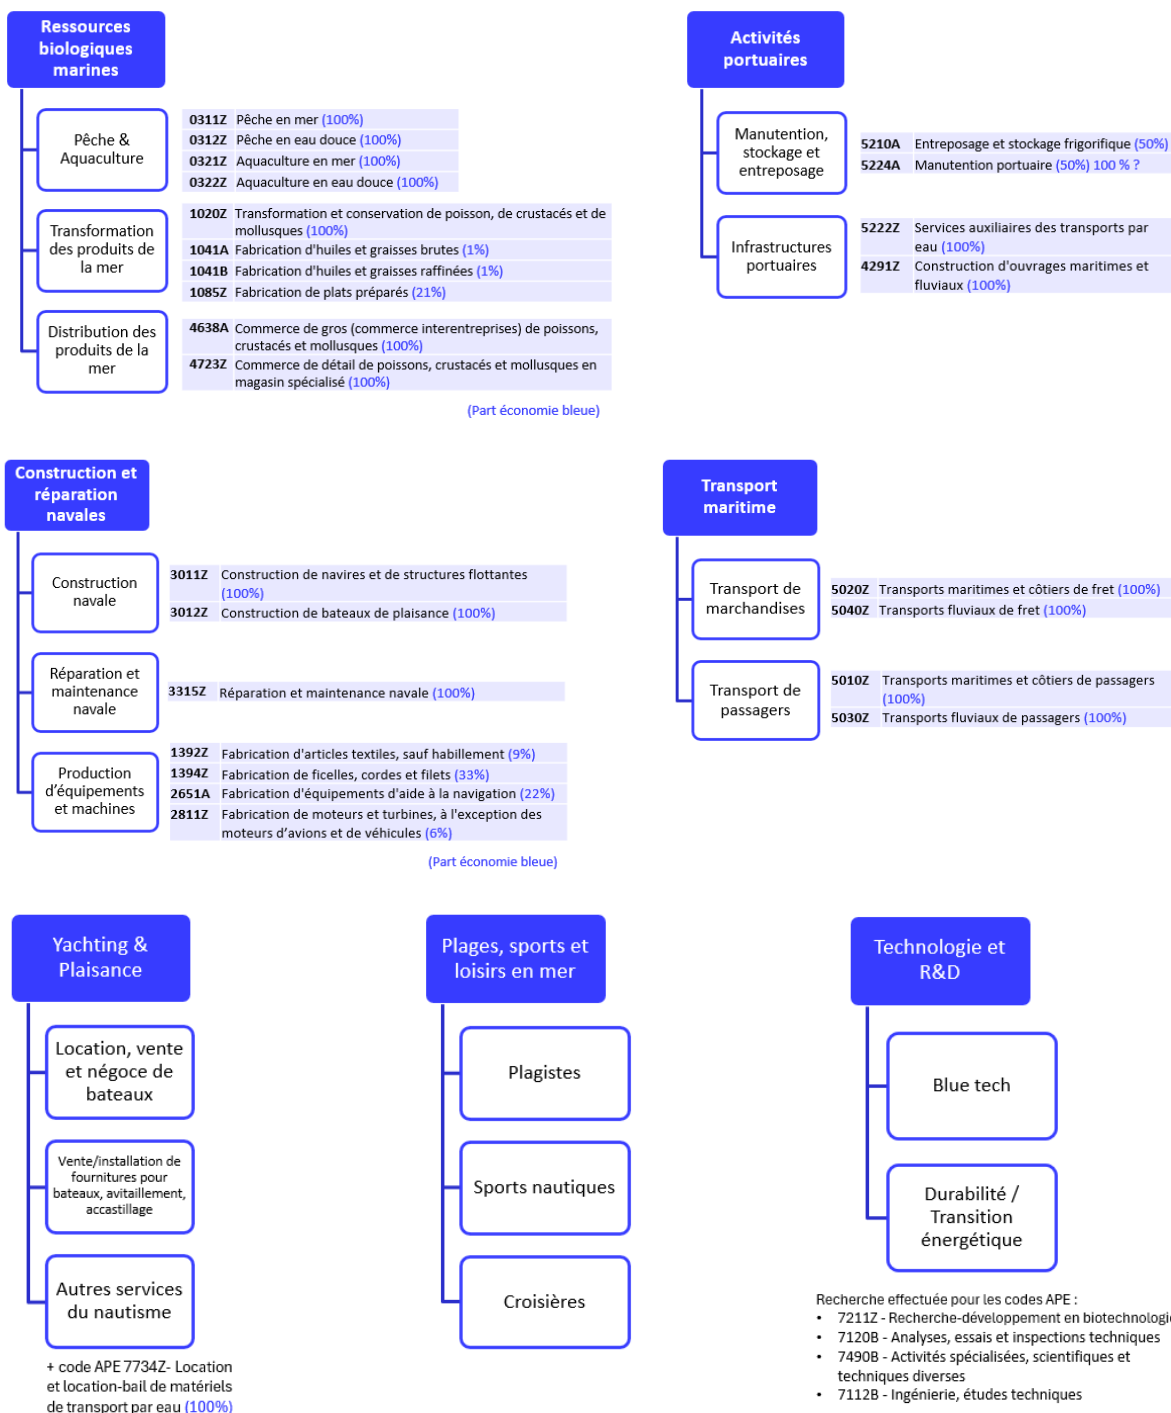 Ressources
biologiques
marines
Pêche &
Aquaculture
0311Z Pêche en mer (100%)
0312Z Pêche en eau douce (100%)
0321Z Aquaculture en mer (100%)
0322Z Aquaculture en eau douce (100%)
Transformation
des produits de
la mer
1020Z Transformation et conservation de poisson, de crustacés et de
mollusques (100%)
1041A Fabrication d'huiles et graisses brutes (1%)
1041B Fabrication d'huiles et graisses raffinées (1%)
1085Z Fabrication de plats préparés (21%)
Distribution des
produits de la
mer
4638A Commerce de gros (commerce interentreprises) de poissons,
crustacés et mollusques (100%)
4723Z Commerce de détail de poissons, crustacés et mollusques en
magasin spécialisé (100%)
(Part économie bleue)
Activités
portuaires
Manutention,
stockage et
entreposage
5210A Entreposage et stockage frigorifique (50%)
5224A Manutention portuaire (50%) 100 % ?
Infrastructures
portuaires
5222Z Services auxiliaires des transports par
eau (100%)
4291Z Construction d'ouvrages maritimes et
fluviaux (100%)
Construction et
réparation
navales
Construction
navale
3011Z Construction de navires et de structures flottantes
(100%)
3012Z Construction de bateaux de plaisance (100%)
Réparation et
maintenance
navale
3315Z Réparation et maintenance navale (100%)
Production
d’équipements
et machines
1392Z Fabrication d'articles textiles, sauf habillement (9%)
1394Z Fabrication de ficelles, cordes et filets (33%)
2651A Fabrication d'équipements d'aide à la navigation (22%)
2811Z Fabrication de moteurs et turbines, à l'exception des
moteurs d’avions et de véhicules (6%)
(Part économie bleue)
Transport
maritime
Transport de
marchandises
5020Z Transports maritimes et côtiers de fret (100%)
5040Z Transports fluviaux de fret (100%)
Transport de
passagers
5010Z Transports maritimes et côtiers de passagers
(100%)
5030Z Transports fluviaux de passagers (100%)
Yachting &
Plaisance
Location, vente
et négoce de
bateaux
Vente/installation de
fournitures pour
bateaux, avitaillement,
accastillage
Autres services
du nautisme
+ code APE 7734Z- Location
et location-bail de matériels
de transport par eau (100%)
Plages, sports et
loisirs en mer
Plagistes
Sports nautiques
Croisières
Technologie et
R&D
Blue tech
Durabilité /
Transition
énergétique
Recherche effectuée pour les codes APE :
• 7211Z - Recherche-développement en biotechnologie
• 7120B - Analyses, essais et inspections techniques
• 7490B - Activités spécialisées, scientifiques et
techniques diverses
• 7112B - Ingénierie, études techniques